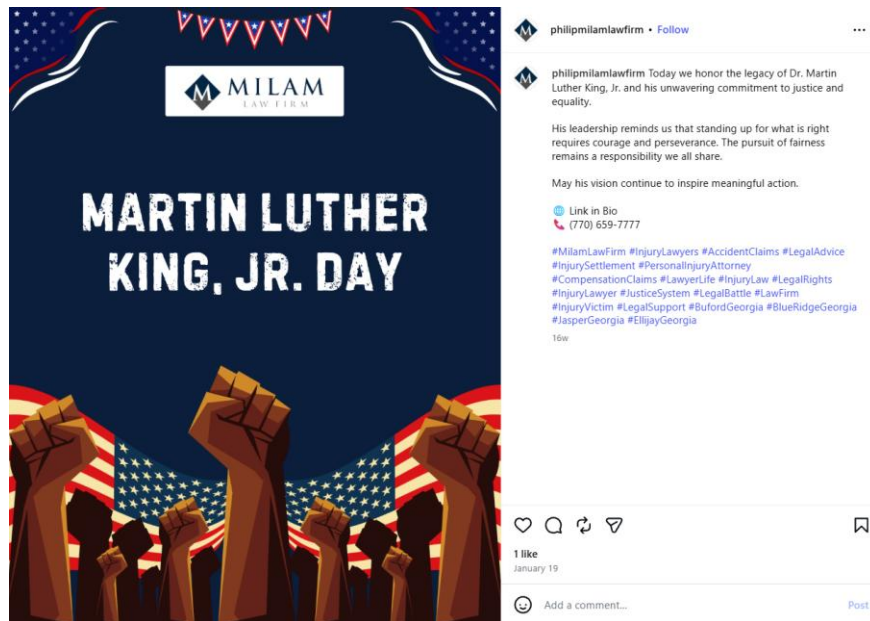 MILAM
LAW FIRM
MARTIN LUTHER
KING, JR. DAY
philipmilamlawfirm • Follow
philipmilamlawfirm Today we honor the legacy of Dr. Martin
Luther King, Jr. and his unwavering commitment to justice and
equality.
His leadership reminds us that standing up for what is right
requires courage and perseverance. The pursuit of fairness
remains a responsibility we all share.
May his vision continue to inspire meaningful action.
🌐 Link in Bio
📞 (770) 659-7777
#MilamLawFirm #InjuryLawyers #AccidentClaims #LegalAdvice
#InjurySettlement #PersonalInjuryAttorney
#CompensationClaims #LawyerLife #InjuryLaw #LegalRights
#InjuryLawyer #JusticeSystem #LegalBattle #LawFirm
#InjuryVictim #LegalSupport #BufordGeorgia #BlueRidgeGeorgia
#JasperGeorgia #EllijayGeorgia
16w
1 like
January 19
Add a comment...
Post